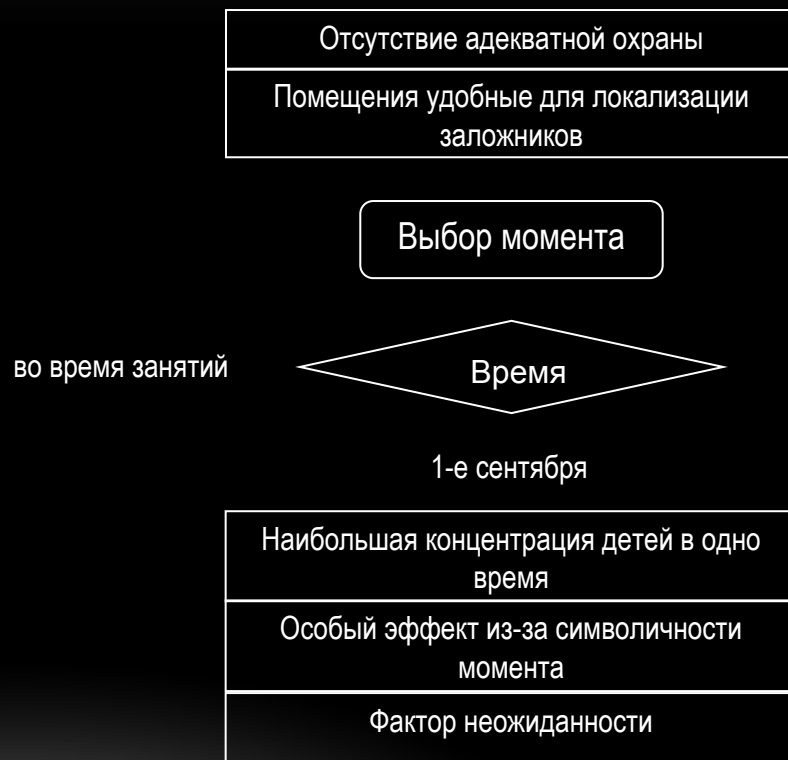 Отсутствие адекватной охраны
Помещения удобные для локализации
заложников
Выбор момента
во время занятий
Время
1-е сентября
Наибольшая концентрация детей в одно
время
Особый эффект из-за символичности
момента
Фактор неожиданности